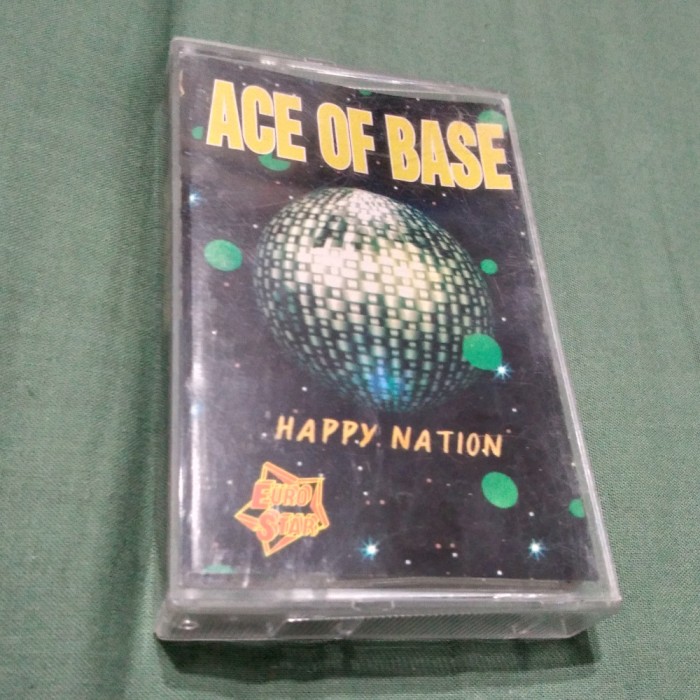 ACE OF BASE
HAPPY NATION
EURO
STAR